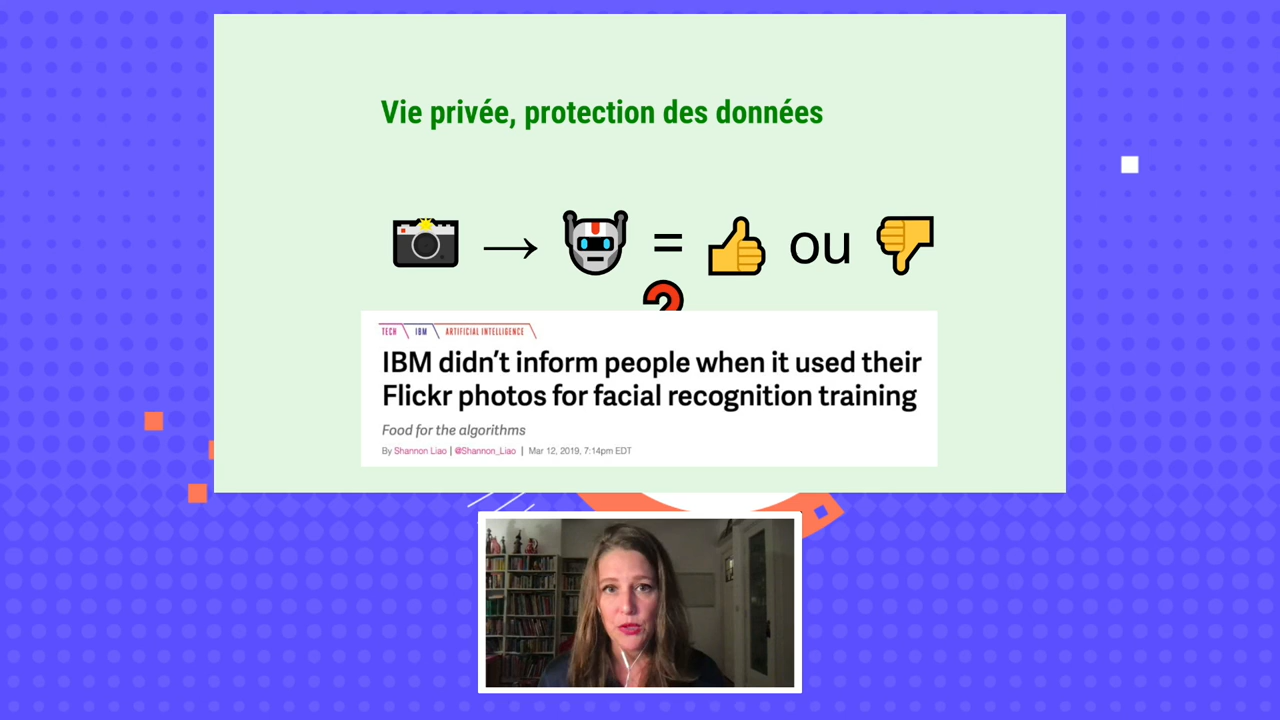 Vie privée, protection des données
→ = ou
?
TECH IBM ARTIFICIAL INTELLIGENCE
IBM didn't inform people when it used their
Flickr photos for facial recognition training
Food for the algorithms
By Shannon Liao | @Shannon_Liao | Mar 12, 2019, 7:14pm EDT